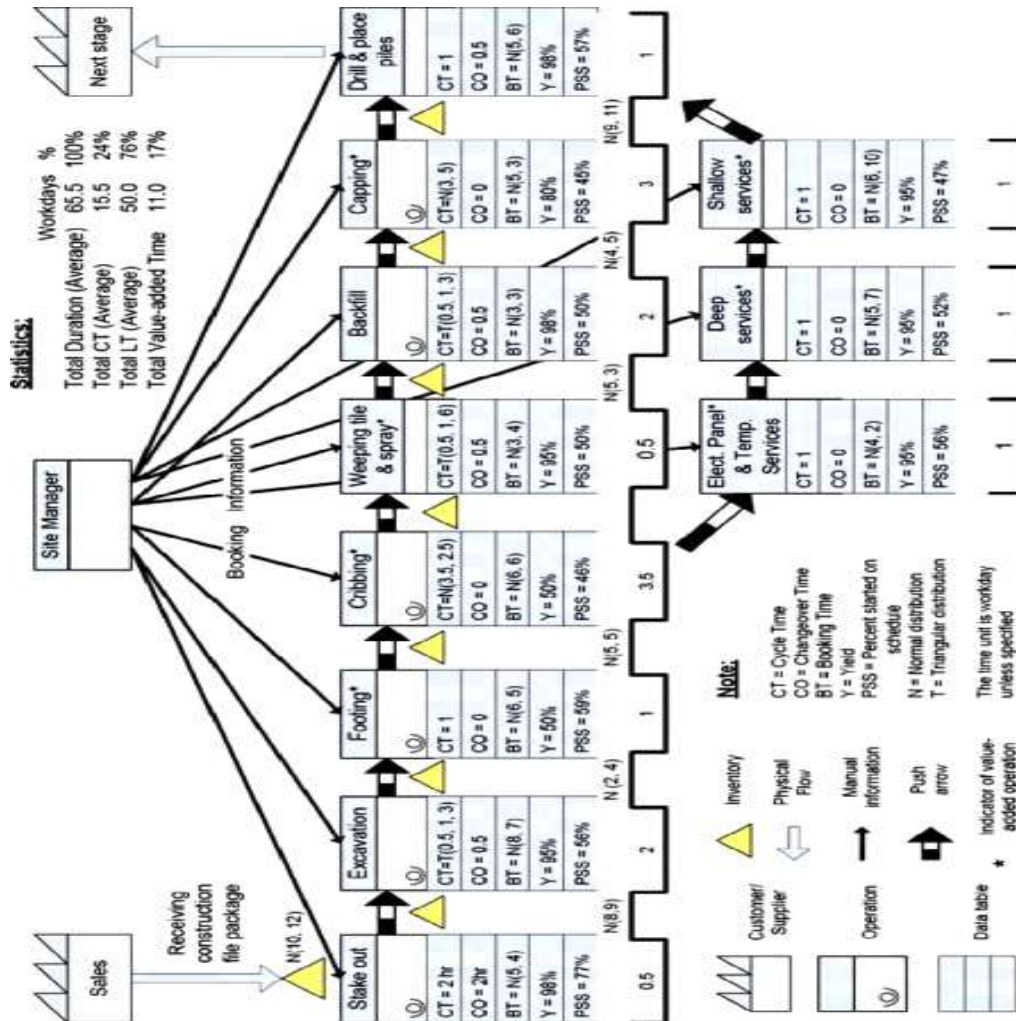 Sales
Receiving
construction
file package
N(10, 12)
Site Manager
Booking Information
Statistics:
Workdays %
Total Duration (Average) 65.5 100%
Total CT (Average) 15.5 24%
Total LT (Average) 50.0 76%
Total Value-added Time 11.0 17%
Next stage
Stake out
CT = 2 hr
CO = 2hr
BT = N(5, 4)
Y = 98%
PSS = 77%
Excavation
CT=T(0.5, 1, 3)
CO = 0.5
BT = N(8, 7)
Y = 95%
PSS = 56%
Footing*
CT = 1
CO = 0
BT = N(6, 5)
Y = 50%
PSS = 59%
Cribbing*
CT=N(3.5, 2.5)
CO = 0
BT = N(6, 6)
Y = 50%
PSS = 46%
Weeping tile
& spray*
CT=T(0.5, 1, 6)
CO = 0.5
BT = N(3, 4)
Y = 95%
PSS = 50%
Backfill
CT=T(0.5, 1, 3)
CO = 0.5
BT = N(3, 3)
Y = 98%
PSS = 50%
Capping*
CT=N(3, 5)
CO = 0
BT = N(5, 3)
Y = 80%
PSS = 45%
Drill & place
piles
CT = 1
CO = 0.5
BT = N(5, 6)
Y = 98%
PSS = 57%
0.5 N(8,9) 2 N (2, 4) 1 N(5, 5) 3.5 0.5 N(5, 3) 2 N(4, 5) 3 N(9, 11) 1
Elect. Panel*
& Temp.
Services
CT = 1
CO = 0
BT = N(4, 2)
Y = 95%
PSS = 56%
Deep
services*
CT = 1
CO = 0
BT = N(5, 7)
Y = 95%
PSS = 52%
Shallow
services*
CT = 1
CO = 0
BT = N(6, 10)
Y = 95%
PSS = 47%
1 1 1
Customer/
Supplier
Operation
Data table
Inventory
Physical
Flow
Manual
information
Push
arrow
* Indicator of value-
added operation
Note:
CT = Cycle Time
CO = Changeover Time
BT = Booking Time
Y = Yield
PSS = Percent started on
schedule
N = Normal distribution
T = Triangular distribution
The time unit is workday
unless specified